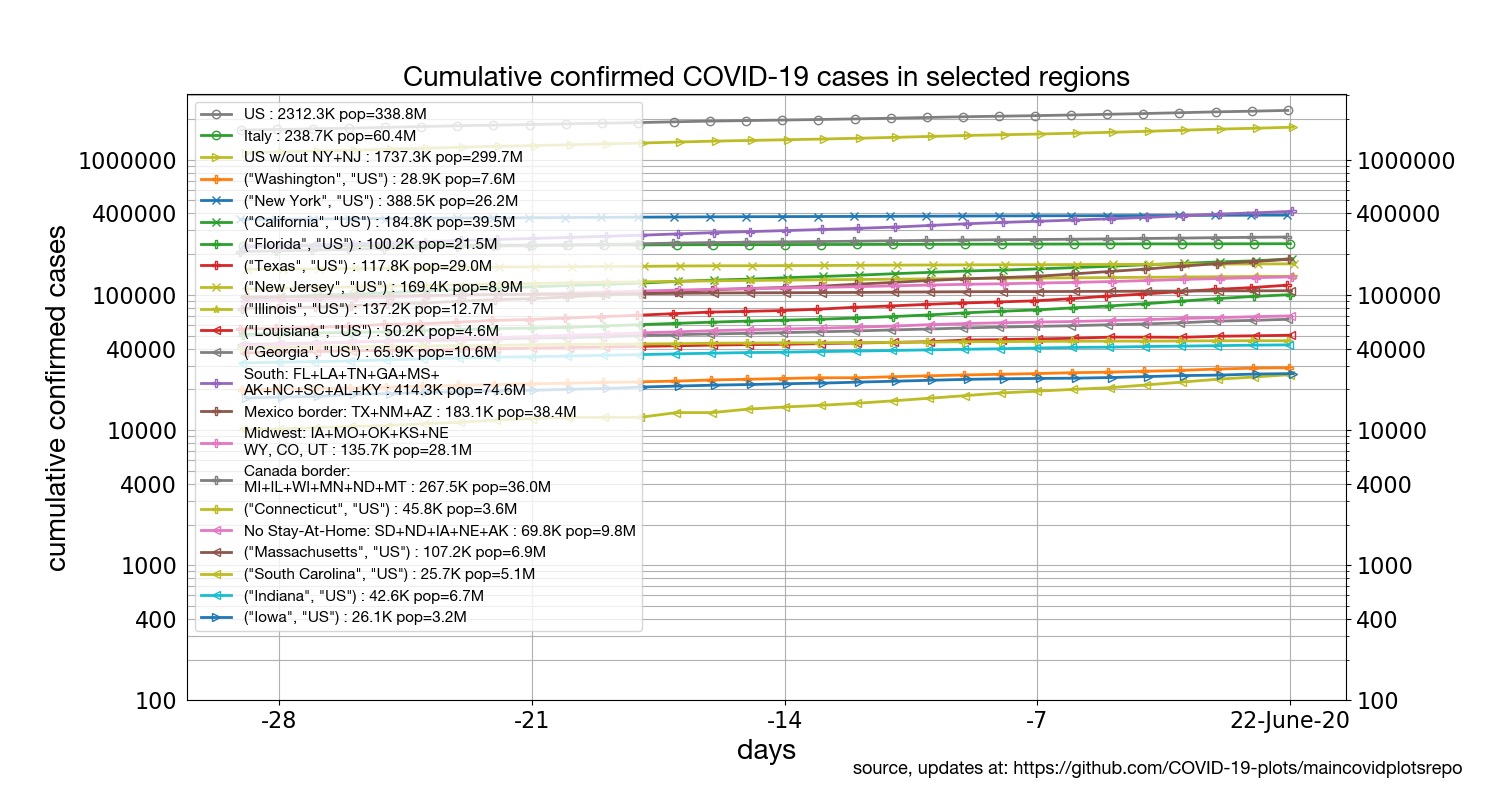 Cumulative confirmed COVID-19 cases in selected regions
US : 2312.3K pop=338.8M
Italy : 238.7K pop=60.4M
US w/out NY+NJ : 1737.3K pop=299.7M
("Washington", "US") : 28.9K pop=7.6M
("New York", "US") : 388.5K pop=26.2M
("California", "US") : 184.8K pop=39.5M
("Florida", "US") : 100.2K pop=21.5M
("Texas", "US") : 117.8K pop=29.0M
("New Jersey", "US") : 169.4K pop=8.9M
("Illinois", "US") : 137.2K pop=12.7M
("Louisiana", "US") : 50.2K pop=4.6M
("Georgia", "US") : 65.9K pop=10.6M
South: FL+LA+TN+GA+MS+
AK+NC+SC+AL+KY : 414.3K pop=74.6M
Mexico border: TX+NM+AZ : 183.1K pop=38.4M
Midwest: IA+MO+OK+KS+NE
WY, CO, UT : 135.7K pop=28.1M
Canada border:
MI+IL+WI+MN+ND+MT : 267.5K pop=36.0M
("Connecticut", "US") : 45.8K pop=3.6M
No Stay-At-Home: SD+ND+IA+NE+AK : 69.8K pop=9.8M
("Massachusetts", "US") : 107.2K pop=6.9M
("South Carolina", "US") : 25.7K pop=5.1M
("Indiana", "US") : 42.6K pop=6.7M
("Iowa", "US") : 26.1K pop=3.2M
cumulative confirmed cases
1000000
400000
100000
40000
10000
4000
1000
400
100
1000000
400000
100000
40000
10000
4000
1000
400
100
-28
-21
-14
-7
22-June-20
days
source, updates at: https://github.com/COVID-19-plots/maincovidplotsrepo